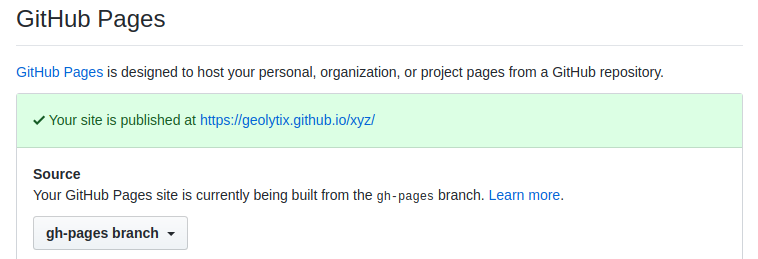 GitHub Pages
GitHub Pages is designed to host your personal, organization, or project pages from a GitHub repository.
Your site is published at https://geolytix.github.io/xyz/
Source
Your GitHub Pages site is currently being built from the gh-pages branch. Learn more.
gh-pages branch